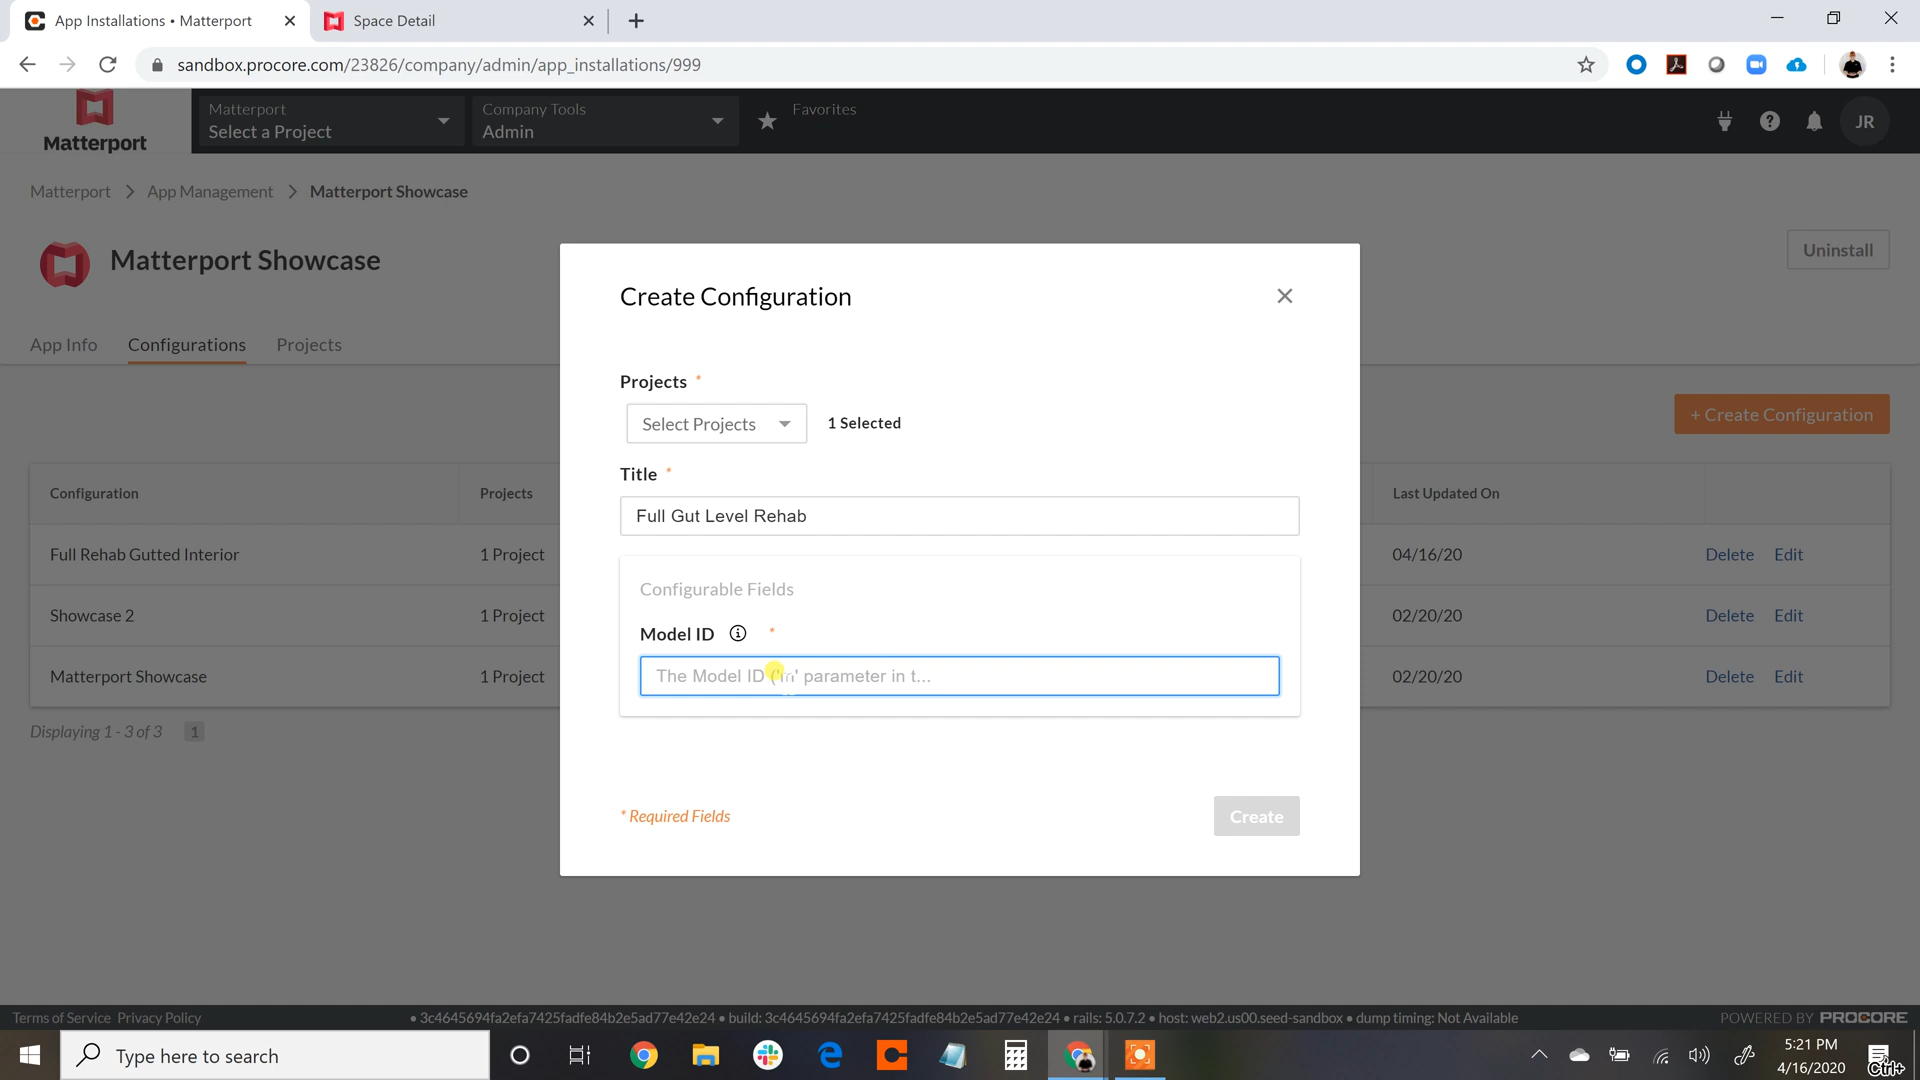 App Installations • Matterport
Space Detail
sandbox.procore.com/23826/company/admin/app_installations/999
Matterport
Matterport
Select a Project
Company Tools
Admin
Favorites
JR
Matterport > App Management > Matterport Showcase
Matterport Showcase
Uninstall
App Info Configurations Projects
+ Create Configuration
Configuration Projects Last Updated On
Full Rehab Gutted Interior 1 Project 04/16/20 Delete Edit
Showcase 2 1 Project 02/20/20 Delete Edit
Matterport Showcase 1 Project 02/20/20 Delete Edit
Displaying 1 - 3 of 3 1
Create Configuration
Projects *
Select Projects 1 Selected
Title *
Full Gut Level Rehab
Configurable Fields
Model ID *
The Model ID ('m' parameter in t...
* Required Fields
Create
Terms of Service Privacy Policy • 3c4645694fa2efa7425fadfe84b2e5ad77e42e24 • build: 3c4645694fa2efa7425fadfe84b2e5ad77e42e24 • rails: 5.0.7.2 • host: web2.us00.seed-sandbox • dump timing: Not Available POWERED BY PROCORE
Type here to search
5:21 PM
4/16/2020
Ctrl+